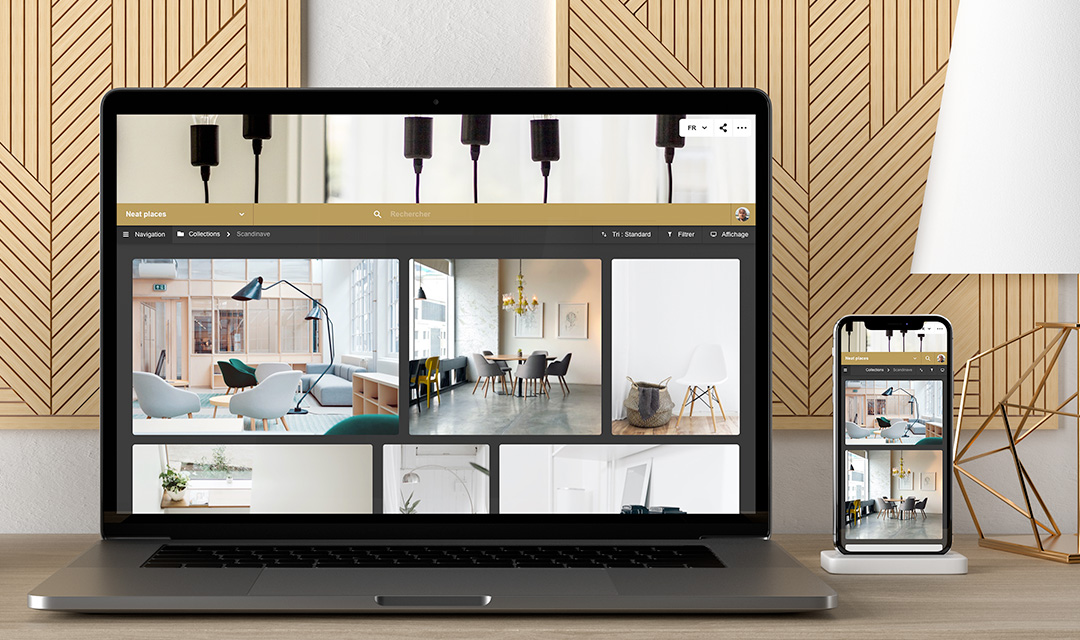 FR
Neat places
Rechercher
Navigation Collections Scandinave Tri : Standard Filtrer Affichage
Neat places
Collections Scandinave